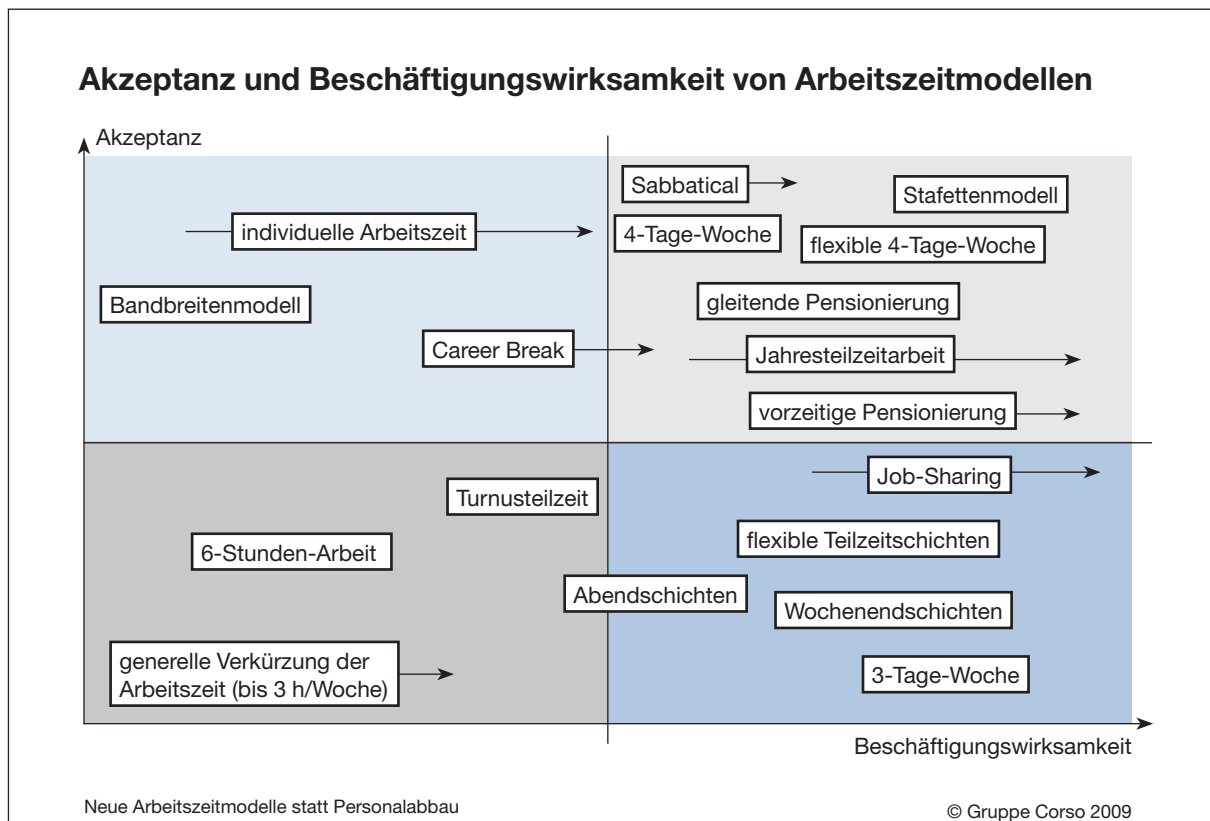 Akzeptanz und Beschäftigungswirksamkeit von Arbeitszeitmodellen
Akzeptanz
Sabbatical
Stafettenmodell
individuelle Arbeitszeit
4-Tage-Woche
flexible 4-Tage-Woche
Bandbreitenmodell
gleitende Pensionierung
Career Break
Jahresteilzeitarbeit
vorzeitige Pensionierung
Job-Sharing
Turnusteilzeit
flexible Teilzeitschichten
6-Stunden-Arbeit
Abendschichten
Wochenendschichten
generelle Verkürzung der
Arbeitszeit (bis 3 h/Woche)
3-Tage-Woche
Beschäftigungswirksamkeit
Neue Arbeitszeitmodelle statt Personalabbau
© Gruppe Corso 2009